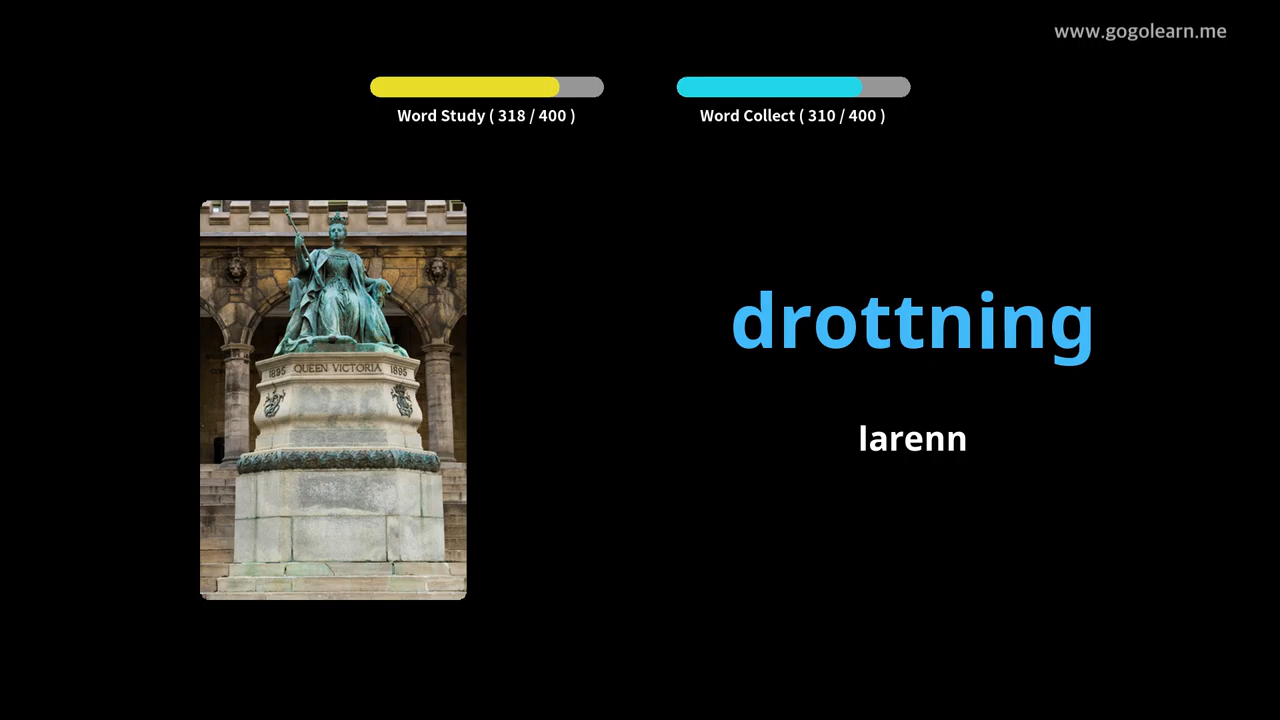 www.gogolearn.me
Word Study ( 318 / 400 )
Word Collect ( 310 / 400 )
1895 QUEEN VICTORIA 1895
drottning
larenn